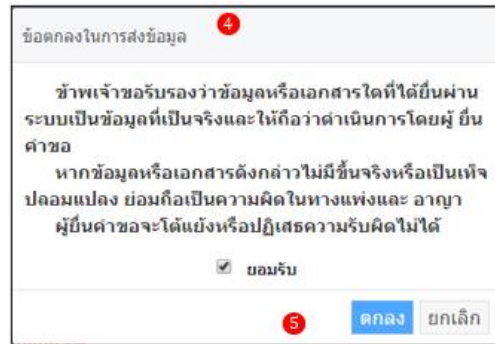 ข้อตกลงในการส่งข้อมูล 4
ข้าพเจ้าขอรับรองว่าข้อมูลหรือเอกสารใดที่ได้ยื่นผ่าน
ระบบเป็นข้อมูลที่เป็นจริงและให้ถือว่าดำเนินการโดยผู้ ยื่น
คำขอ
หากข้อมูลหรือเอกสารดังกล่าวไม่มีขึ้นจริงหรือเป็นเท็จ
ปลอมแปลง ย่อมถือเป็นความผิดในทางแพ่งและ อาญา
ผู้ยื่นคำขอจะโต้แย้งหรือปฏิเสธความรับผิดไม่ได้
ยอมรับ
5 ตกลง ยกเลิก